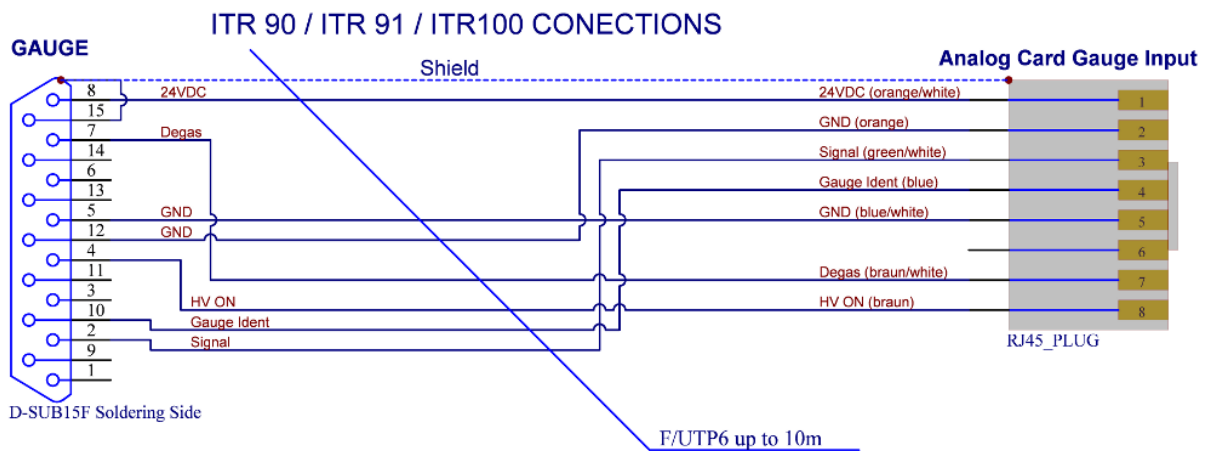 ITR 90 / ITR 91 / ITR100 CONECTIONS
GAUGE
Analog Card Gauge Input
Shield
8
24VDC
24VDC (orange/white)
1
15
7
Degas
GND (orange)
2
14
Signal (green/white)
3
6
13
Gauge Ident (blue)
4
5
GND
GND (blue/white)
5
12
GND
4
6
11
Degas (braun/white)
7
3
HV ON
HV ON (braun)
8
10
Gauge Ident
2
Signal
9
1
RJ45_PLUG
D-SUB15F Soldering Side
F/UTP6 up to 10m